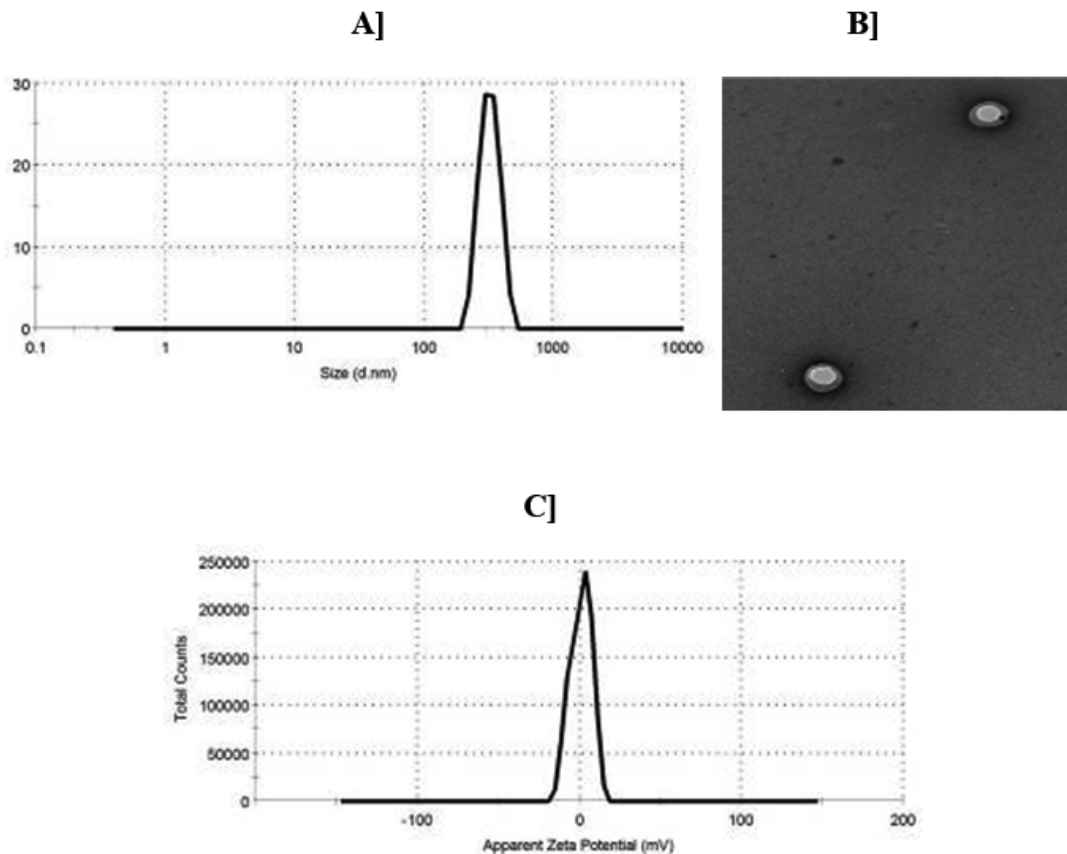 A]
B]
30
20
10
0
0.1 1 10 100 1000 10000
Size (d.nm)
C]
Total Counts
250000
200000
150000
100000
50000
0
-100 0 100 200
Apparent Zeta Potential (mV)